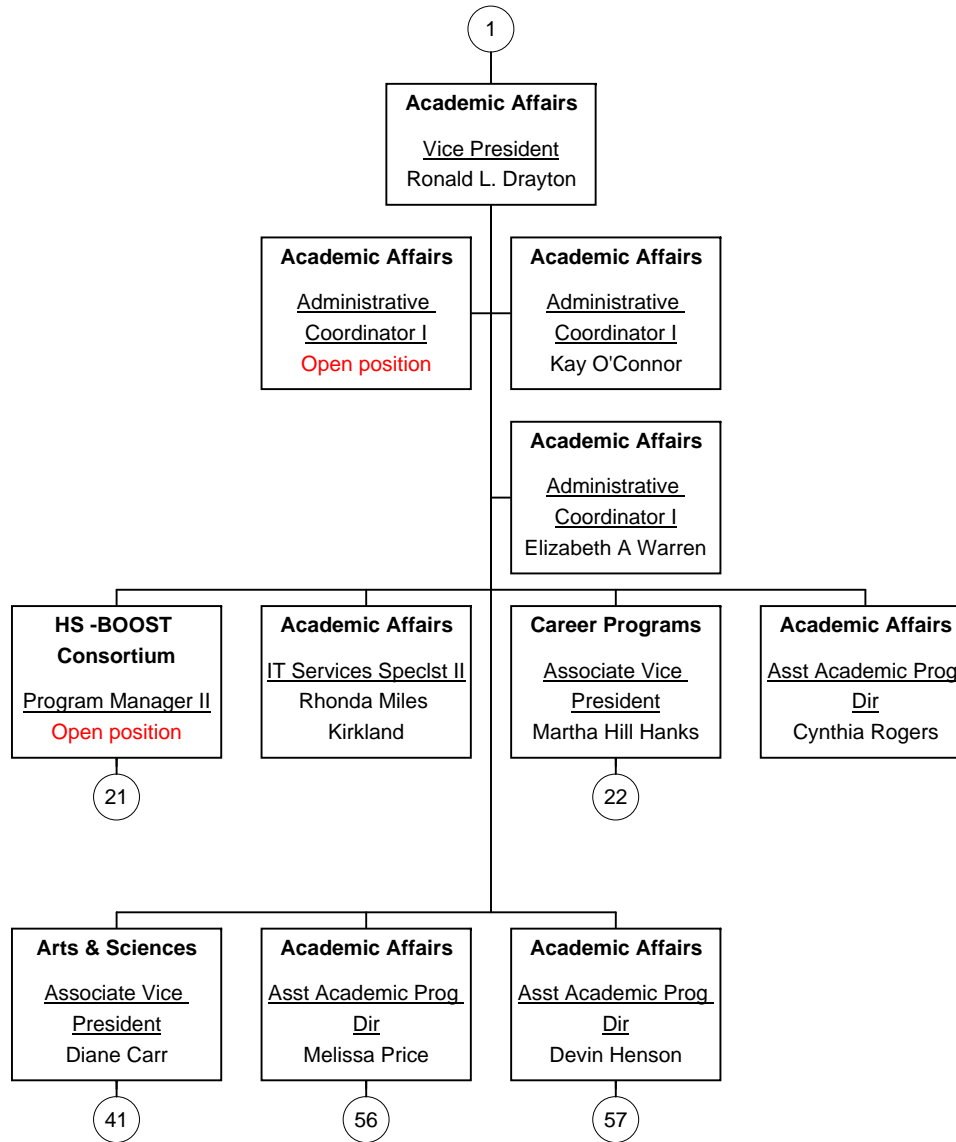 1
Academic Affairs
Vice President
Ronald L. Drayton
Academic Affairs
Administrative
Coordinator I
Open position
Academic Affairs
Administrative
Coordinator I
Kay O'Connor
Academic Affairs
Administrative
Coordinator I
Elizabeth A Warren
HS -BOOST
Consortium
Program Manager II
Open position
21
Academic Affairs
IT Services Speclst II
Rhonda Miles
Kirkland
Career Programs
Associate Vice
President
Martha Hill Hanks
22
Academic Affairs
Asst Academic Prog
Dir
Cynthia Rogers
Arts & Sciences
Associate Vice
President
Diane Carr
41
Academic Affairs
Asst Academic Prog
Dir
Melissa Price
56
Academic Affairs
Asst Academic Prog
Dir
Devin Henson
57